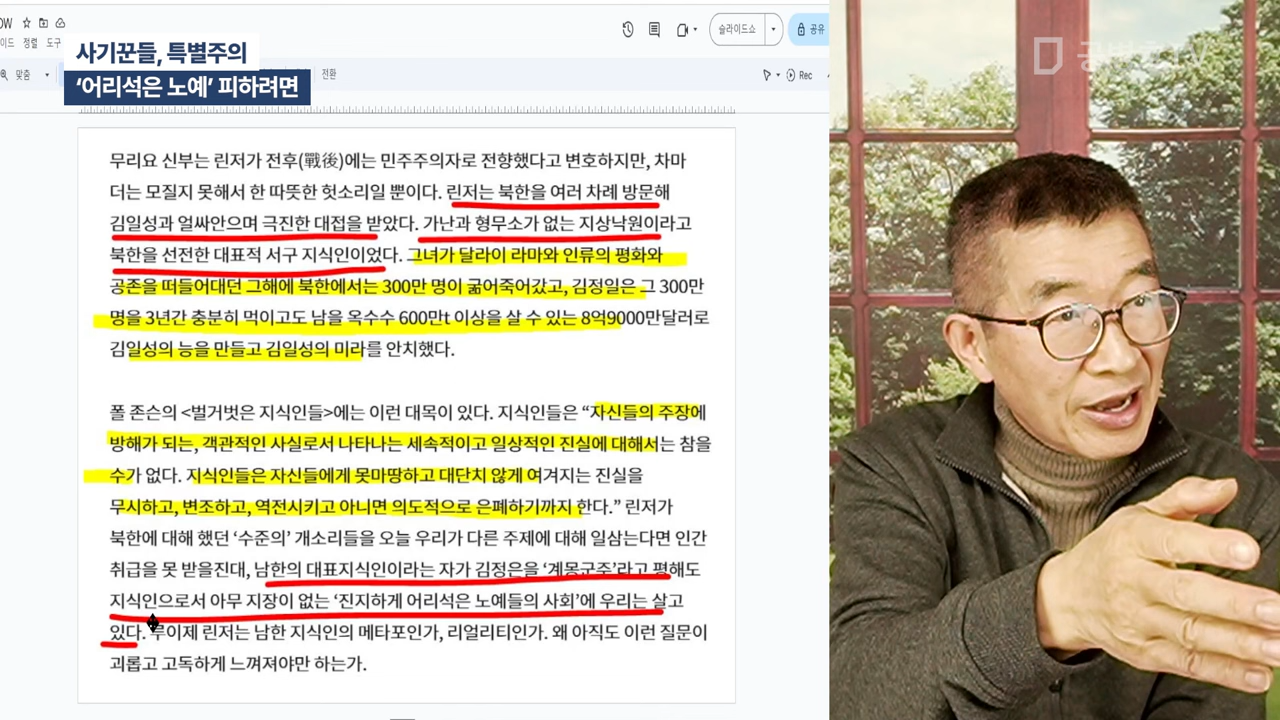 OW
이드 정렬 도구
슬라이드쇼
공유
사기꾼들, 특별주의
'어리석은 노예' 피하려면
맞춤
전환
Rec
무리요 신부는 린저가 전후(戰後)에는 민주주의자로 전향했다고 변호하지만, 차마
더는 모질지 못해서 한 따뜻한 헛소리일 뿐이다. 린저는 북한을 여러 차례 방문해
김일성과 얼싸안으며 극진한 대접을 받았다. 가난과 형무소가 없는 지상낙원이라고
북한을 선전한 대표적 서구 지식인이었다. 그녀가 달라이 라마와 인류의 평화와
공존을 떠들어대던 그해에 북한에서는 300만 명이 굶어죽어갔고, 김정일은 그 300만
명을 3년간 충분히 먹이고도 남을 옥수수 600만t 이상을 살 수 있는 8억9000만달러로
김일성의 능을 만들고 김일성의 미라를 안치했다.
폴 존슨의 <벌거벗은 지식인들>에는 이런 대목이 있다. 지식인들은 “자신들의 주장에
방해가 되는, 객관적인 사실로서 나타나는 세속적이고 일상적인 진실에 대해서는 참을
수가 없다. 지식인들은 자신들에게 못마땅하고 대단치 않게 여겨지는 진실을
무시하고, 변조하고, 역전시키고 아니면 의도적으로 은폐하기까지 한다.” 린저가
북한에 대해 했던 ‘수준의’ 개소리들을 오늘 우리가 다른 주제에 대해 일삼는다면 인간
취급을 못 받을진대, 남한의 대표지식인이라는 자가 김정은을 ‘계몽군주’라고 평해도
지식인으로서 아무 지장이 없는 ‘진지하게 어리석은 노예들의 사회’에 우리는 살고
있다. 루이제 린저는 남한 지식인의 메타포인가, 리얼리티인가. 왜 아직도 이런 질문이
괴롭고 고독하게 느껴져야만 하는가.